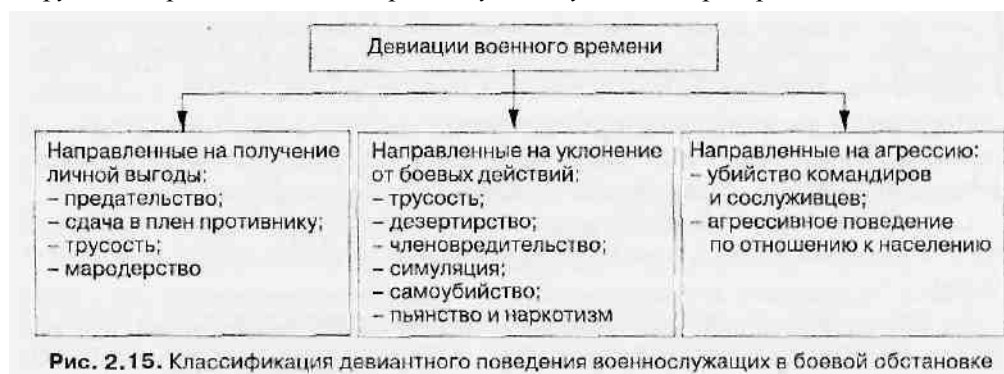 Девиации военного времени
Направленные на получение
личной выгоды:
– предательство;
– сдача в плен противнику;
– трусость;
– мародерство
Направленные на уклонение
от боевых действий:
– трусость;
– дезертирство;
– членовредительство;
– симуляция;
– самоубийство;
– пьянство и наркотизм
Направленные на агрессию:
– убийство командиров
и сослуживцев;
– агрессивное поведение
по отношению к населению
Рис. 2.15. Классификация девиантного поведения военнослужащих в боевой обстановке